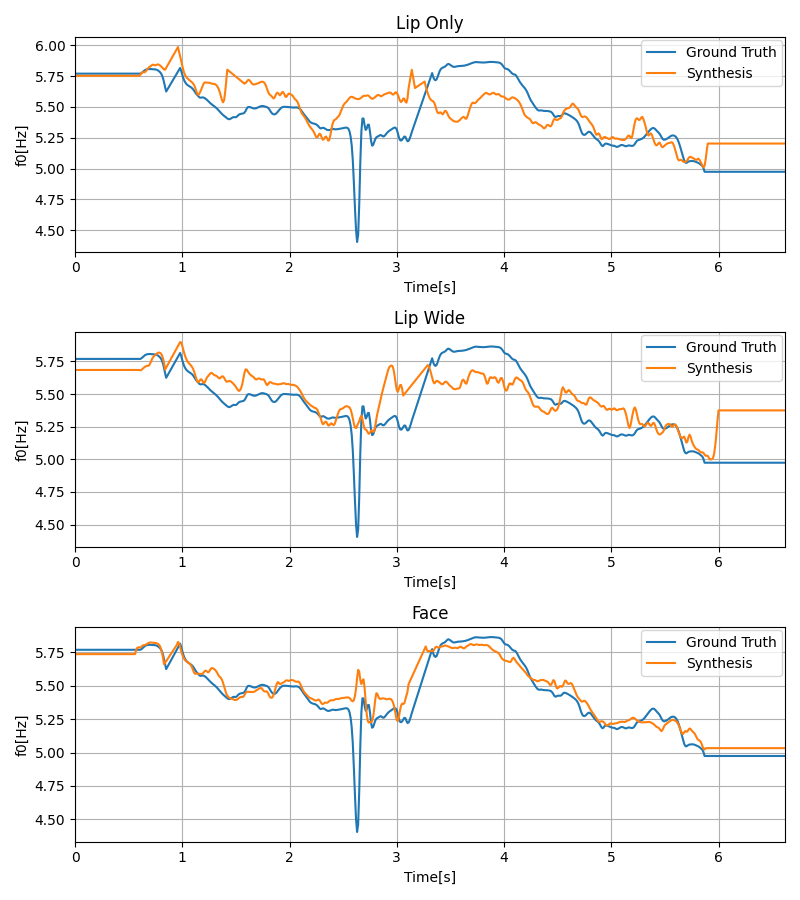 Lip Only
6.00
5.75
5.50
5.25
5.00
4.75
4.50
f0[Hz]
Ground Truth
Synthesis
0 1 2 3 4 5 6
Time[s]
Lip Wide
5.75
5.50
5.25
5.00
4.75
4.50
f0[Hz]
Ground Truth
Synthesis
0 1 2 3 4 5 6
Time[s]
Face
5.75
5.50
5.25
5.00
4.75
4.50
f0[Hz]
Ground Truth
Synthesis
0 1 2 3 4 5 6
Time[s]